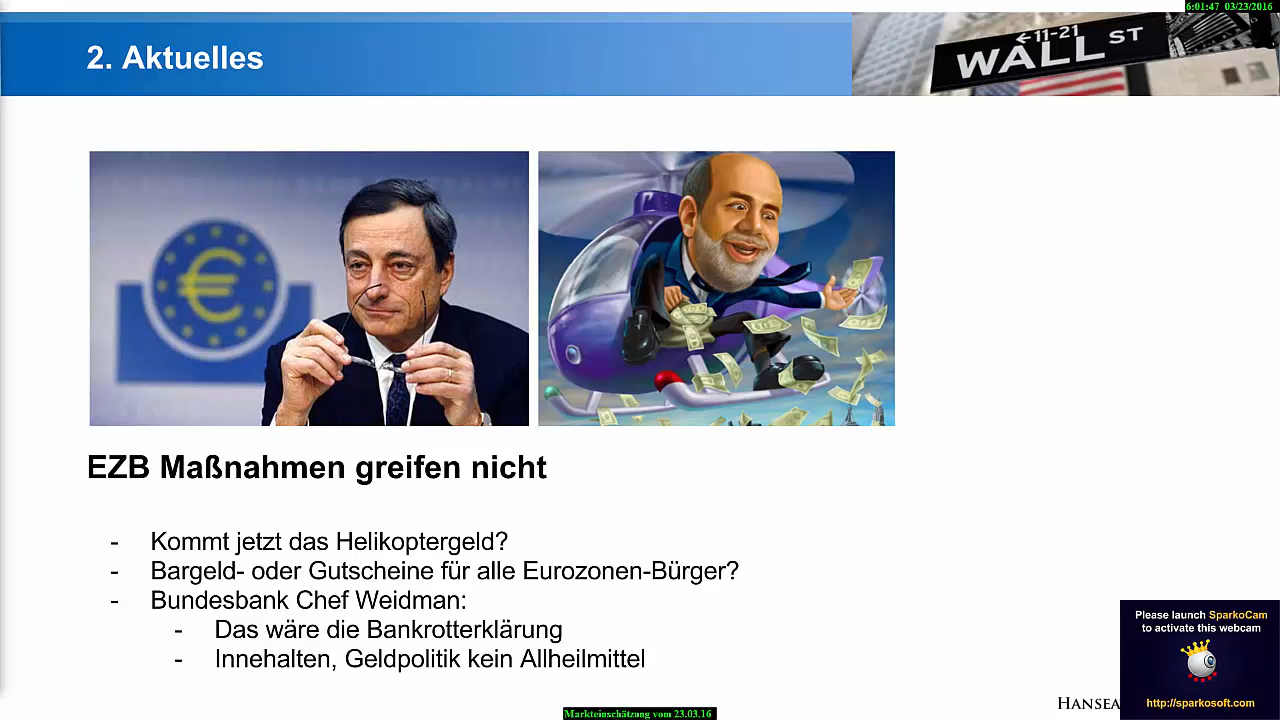 6:01:47 03/23/2016
2. Aktuelles
←11-21
WALL ST
€
EZB Maßnahmen greifen nicht
- Kommt jetzt das Helikoptergeld?
- Bargeld- oder Gutscheine für alle Eurozonen-Bürger?
- Bundesbank Chef Weidman:
- Das wäre die Bankrotterklärung
- Innehalten, Geldpolitik kein Allheilmittel
Please launch SparkoCam
to activate this webcam
http://sparkosoft.com
HANSEA
Markteinschätzung vom 23.03.16